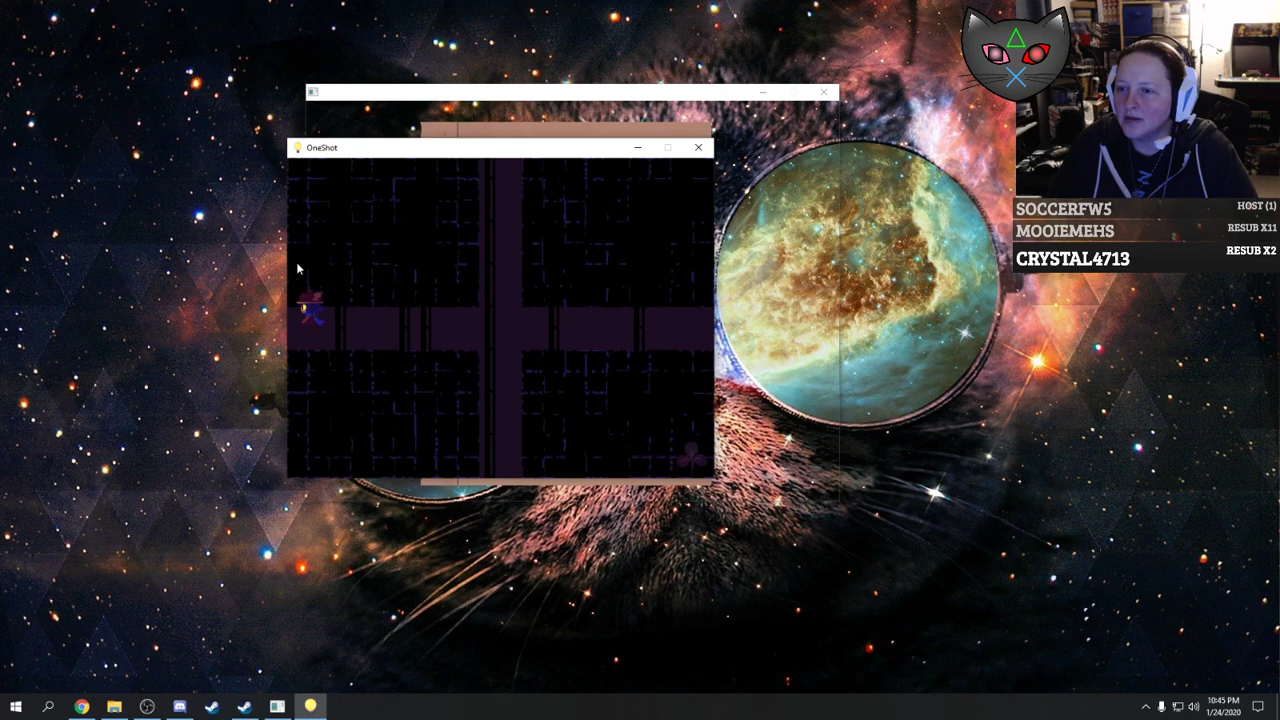 OneShot
SOCCERFW5
HOST (1)
MOOIEMEHS
RESUB X11
CRYSTAL4713
RESUB X2
10:45 PM
1/24/2020